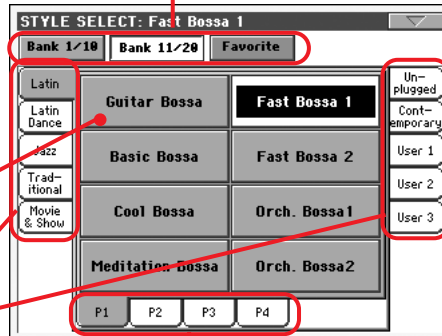 STYLE SELECT: Fast Bossa 1
Bank 1/10 Bank 11/20 Favorite
Latin
Latin
Dance
Jazz
Trad-
itional
Movie
& Show
Guitar Bossa Fast Bossa 1
Basic Bossa Fast Bossa 2
Cool Bossa Orch. Bossa1
Meditation Bossa Orch. Bossa2
Un-
plugged
Cont-
emporary
User 1
User 2
User 3
P1 P2 P3 P4